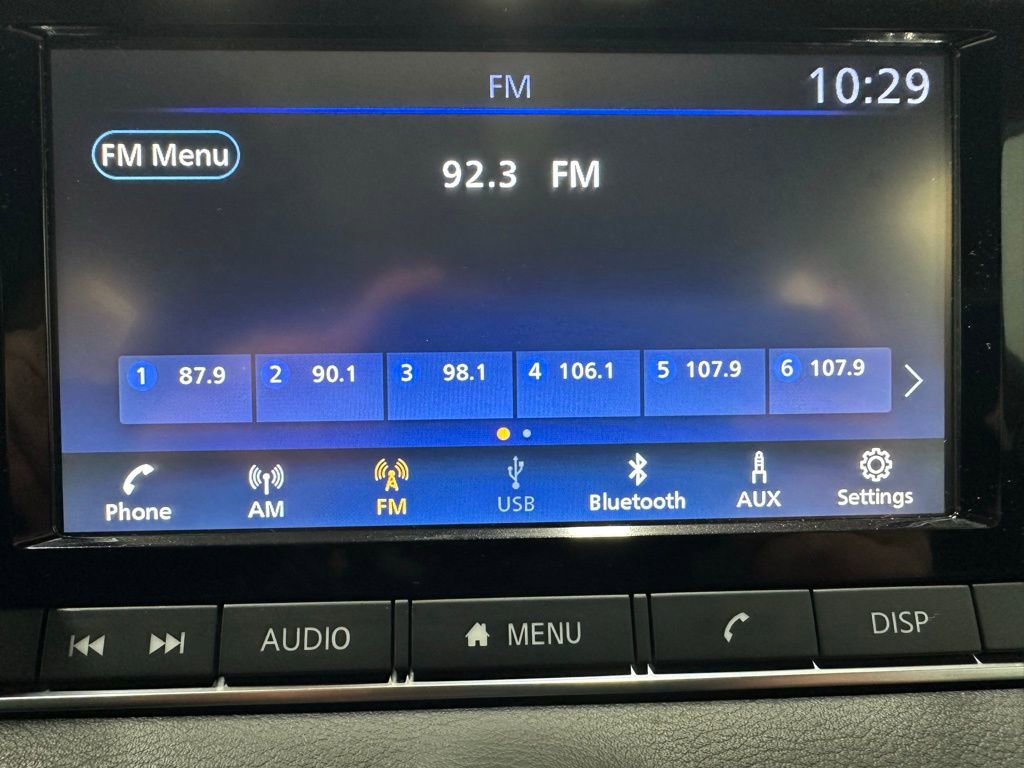 FM
10:29
FM Menu
92.3 FM
1 87.9 2 90.1 3 98.1 4 106.1 5 107.9 6 107.9
Phone AM FM USB Bluetooth AUX Settings
AUDIO MENU DISP